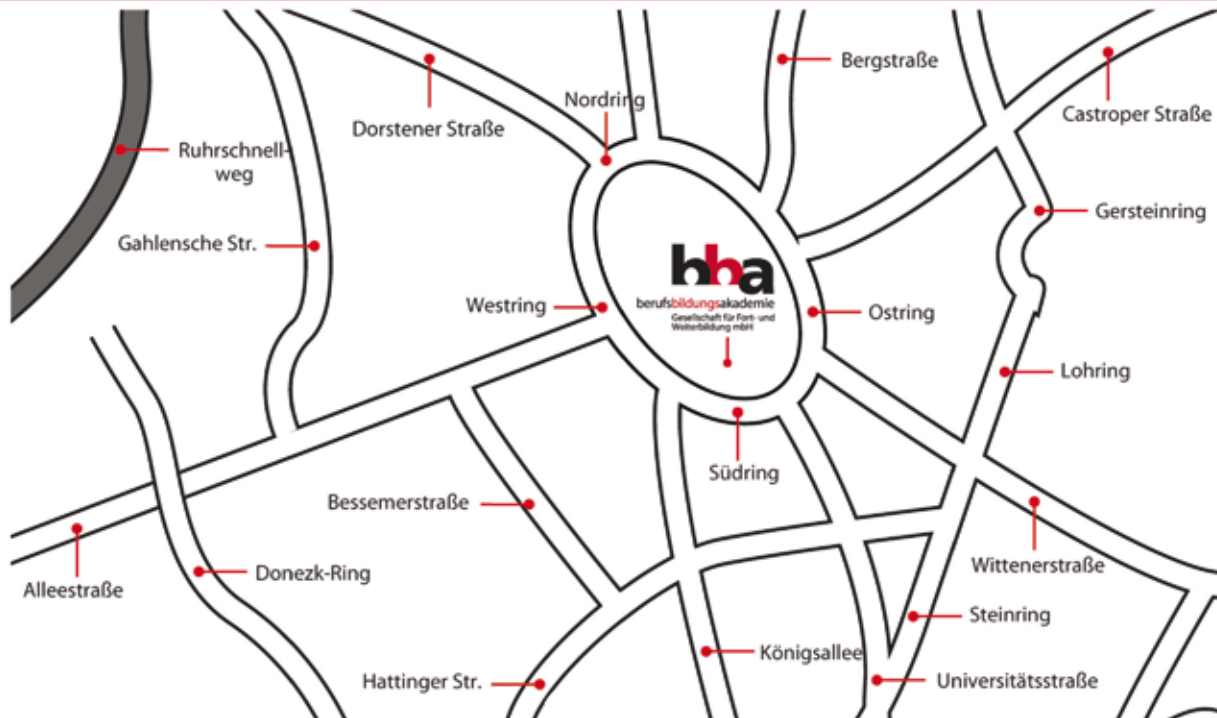 Bergstraße
Nordring
Castroper Straße
Dorstener Straße
Ruhrschnell-
weg
Gersteinring
Gahlensche Str.
bba
berufsbildungsakademie
Gesellschaft für Fort- und
Weiterbildung mbH
Westring
Ostring
Lohring
Südring
Bessemerstraße
Wittenerstraße
Donezk-Ring
Alleestraße
Steinring
Königsallee
Hattinger Str.
Universitätsstraße